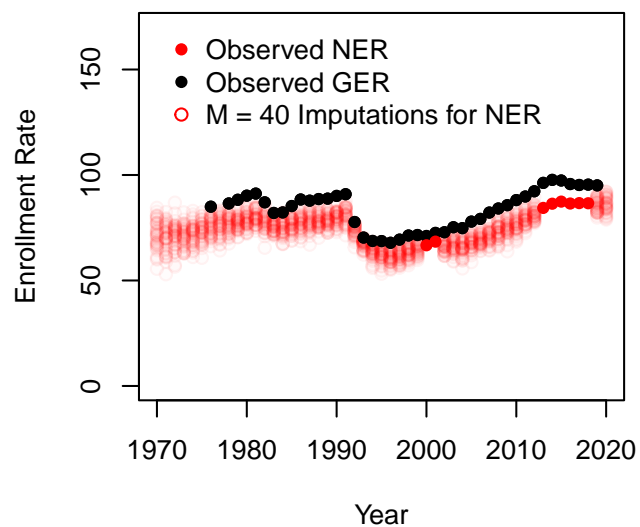 Observed NER
Observed GER
M = 40 Imputations for NER
Enrollment Rate
150
100
50
0
1970 1980 1990 2000 2010 2020
Year